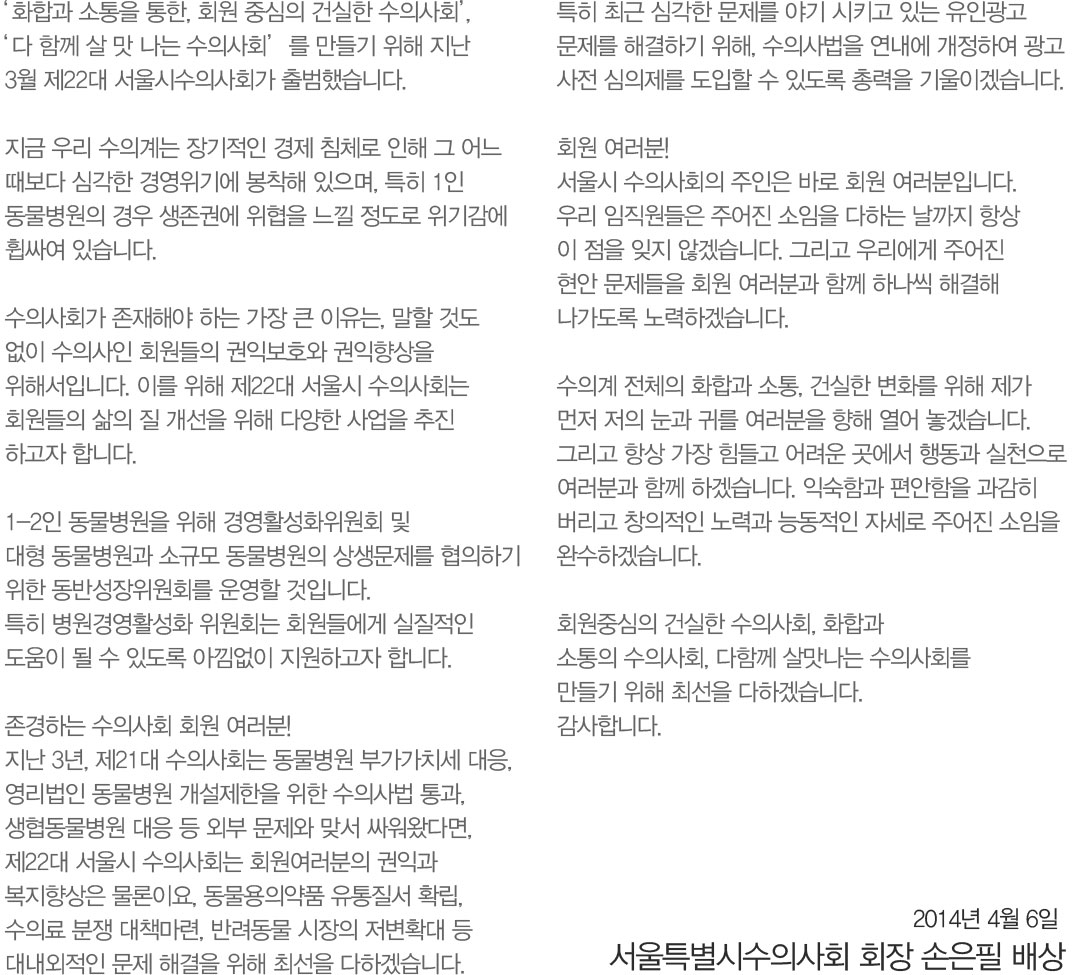 ‘화합과 소통을 통한, 회원 중심의 건실한 수의사회’,
‘다 함께 살 맛 나는 수의사회’ 를 만들기 위해 지난
3월 제22대 서울시수의사회가 출범했습니다.
지금 우리 수의계는 장기적인 경제 침체로 인해 그 어느
때보다 심각한 경영위기에 봉착해 있으며, 특히 1인
동물병원의 경우 생존권에 위협을 느낄 정도로 위기감에
휩싸여 있습니다.
수의사회가 존재해야 하는 가장 큰 이유는, 말할 것도
없이 수의사인 회원들의 권익보호와 권익향상을
위해서입니다. 이를 위해 제22대 서울시 수의사회는
회원들의 삶의 질 개선을 위해 다양한 사업을 추진
하고자 합니다.
1-2인 동물병원을 위해 경영활성화위원회 및
대형 동물병원과 소규모 동물병원의 상생문제를 협의하기
위한 동반성장위원회를 운영할 것입니다.
특히 병원경영활성화 위원회는 회원들에게 실질적인
도움이 될 수 있도록 아낌없이 지원하고자 합니다.
존경하는 수의사회 회원 여러분!
지난 3년, 제21대 수의사회는 동물병원 부가가치세 대응,
영리법인 동물병원 개설제한을 위한 수의사법 통과,
생협동물병원 대응 등 외부 문제와 맞서 싸워왔다면,
제22대 서울시 수의사회는 회원여러분의 권익과
복지향상은 물론이요, 동물용의약품 유통질서 확립,
수의료 분쟁 대책마련, 반려동물 시장의 저변확대 등
대내외적인 문제 해결을 위해 최선을 다하겠습니다.
특히 최근 심각한 문제를 야기 시키고 있는 유인광고
문제를 해결하기 위해, 수의사법을 연내에 개정하여 광고
사전 심의제를 도입할 수 있도록 총력을 기울이겠습니다.
회원 여러분!
서울시 수의사회의 주인은 바로 회원 여러분입니다.
우리 임직원들은 주어진 소임을 다하는 날까지 항상
이 점을 잊지 않겠습니다. 그리고 우리에게 주어진
현안 문제들을 회원 여러분과 함께 하나씩 해결해
나가도록 노력하겠습니다.
수의계 전체의 화합과 소통, 건실한 변화를 위해 제가
먼저 저의 눈과 귀를 여러분을 향해 열어 놓겠습니다.
그리고 항상 가장 힘들고 어려운 곳에서 행동과 실천으로
여러분과 함께 하겠습니다. 익숙함과 편안함을 과감히
버리고 창의적인 노력과 능동적인 자세로 주어진 소임을
완수하겠습니다.
회원중심의 건실한 수의사회, 화합과
소통의 수의사회, 다함께 살맛나는 수의사회를
만들기 위해 최선을 다하겠습니다.
감사합니다.
2014년 4월 6일
서울특별시수의사회 회장 손은필 배상